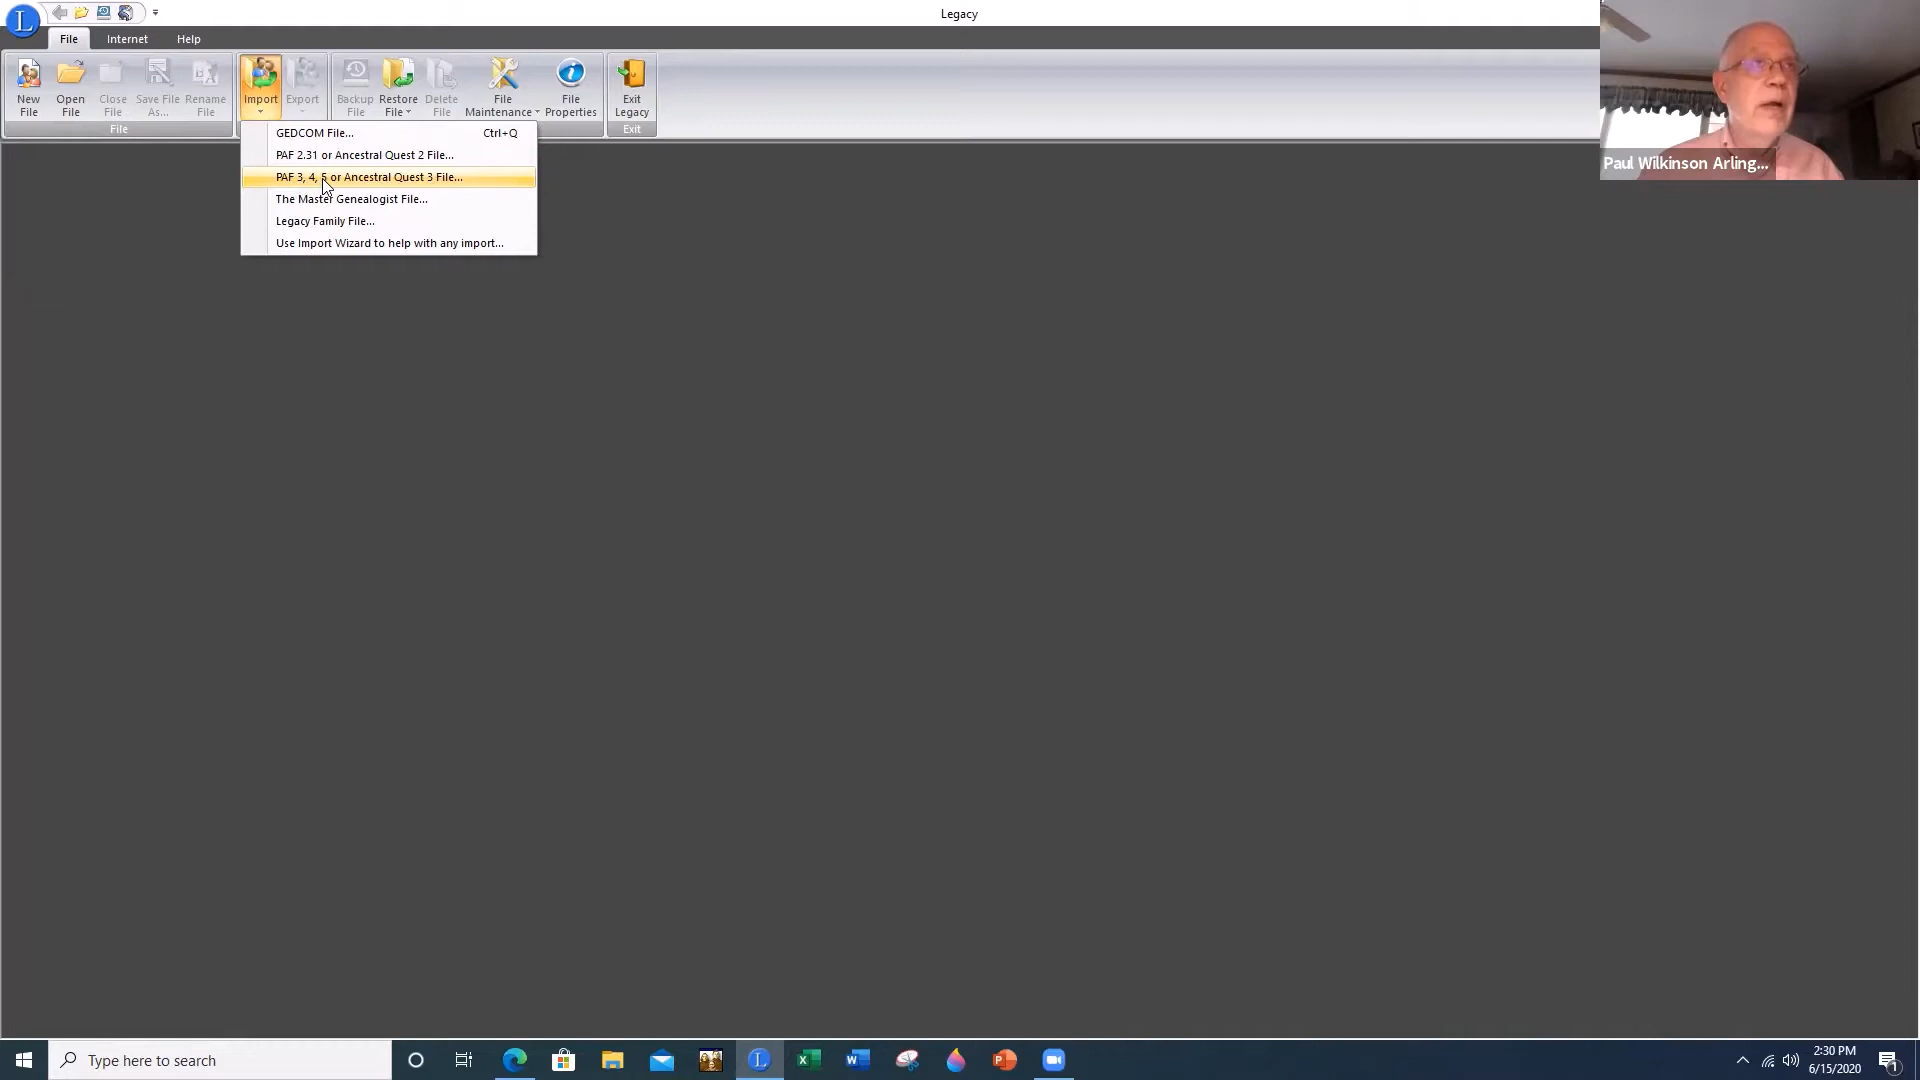 L
Legacy
File Internet Help
New File
Open File
Close File
Save File As...
Rename File
File
Import
Export
Backup File
Restore File
Delete File
File Maintenance
File Properties
Exit Legacy
Exit
GEDCOM File... Ctrl+Q
PAF 2.31 or Ancestral Quest 2 File...
PAF 3, 4, 5 or Ancestral Quest 3 File...
The Master Genealogist File...
Legacy Family File...
Use Import Wizard to help with any import...
Paul Wilkinson Arling...
Type here to search
L
X
W
P
2:30 PM
6/15/2020
1